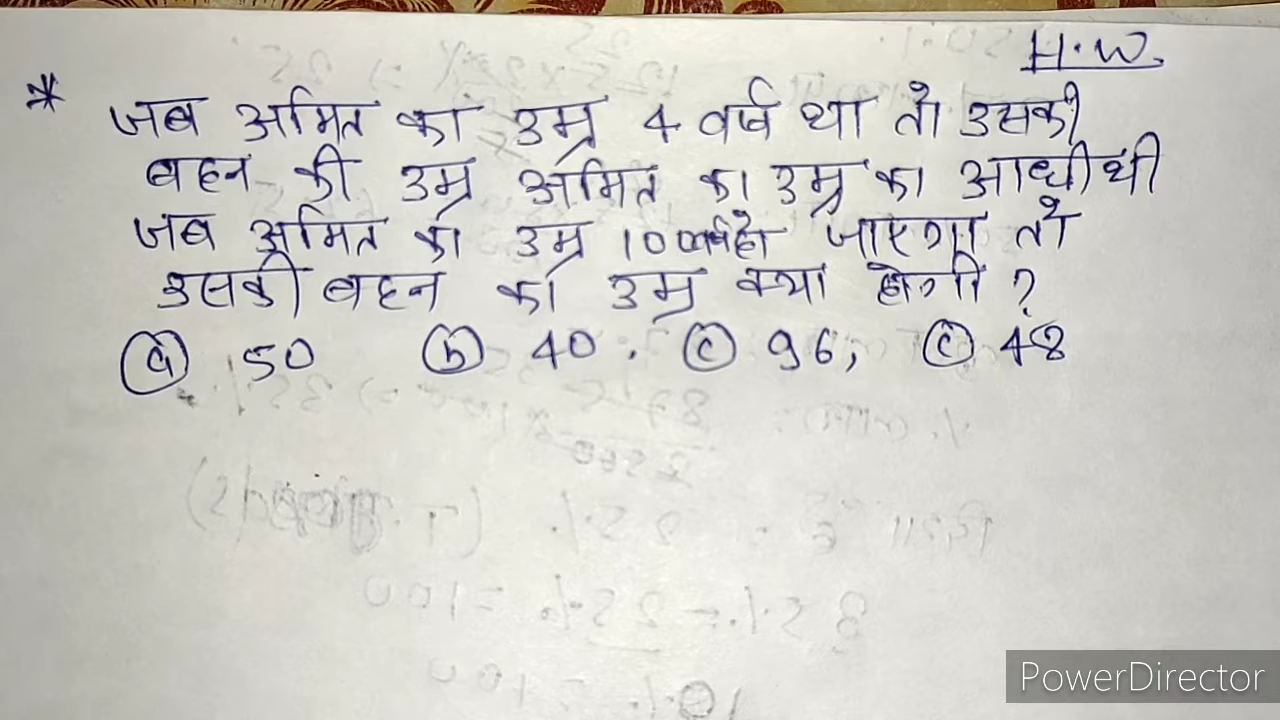 H.W.
* जब अमित का उम्र 4 वर्ष था तो उसकी
बहन की उम्र अमित का उम्र का आधी थी
जब अमित का उम्र 100 वर्ष हो जाएगा तो
उसकी बहन का उम्र क्या होगी ?
(a) 50 (b) 40. (c) 96, (c) 48
PowerDirector